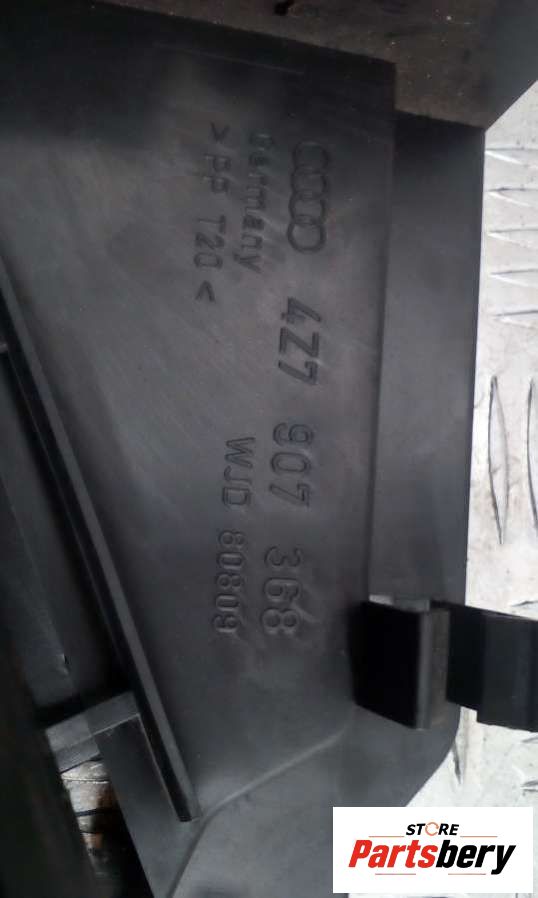 4Z7 907 368
WJD 80809
Germany
>PP T20<
STORE
Partsbery